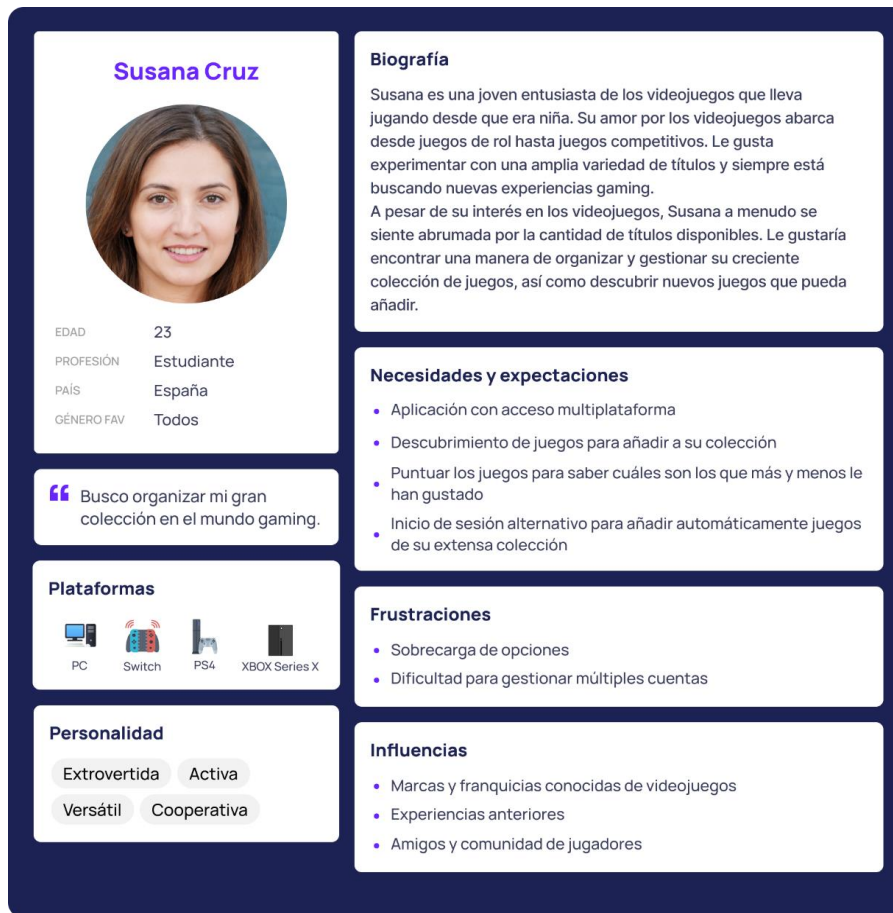 Susana Cruz
EDAD 23
PROFESIÓN Estudiante
PAÍS España
GÉNERO FAV Todos
Busco organizar mi gran
colección en el mundo gaming.
Plataformas
PC Switch PS4 XBOX Series X
Personalidad
Extrovertida Activa
Versátil Cooperativa
Biografía
Susana es una joven entusiasta de los videojuegos que lleva
jugando desde que era niña. Su amor por los videojuegos abarca
desde juegos de rol hasta juegos competitivos. Le gusta
experimentar con una amplia variedad de títulos y siempre está
buscando nuevas experiencias gaming.
A pesar de su interés en los videojuegos, Susana a menudo se
siente abrumada por la cantidad de títulos disponibles. Le gustaría
encontrar una manera de organizar y gestionar su creciente
colección de juegos, así como descubrir nuevos juegos que pueda
añadir.
Necesidades y expectaciones
Aplicación con acceso multiplataforma
Descubrimiento de juegos para añadir a su colección
Puntuar los juegos para saber cuáles son los que más y menos le
han gustado
Inicio de sesión alternativo para añadir automáticamente juegos
de su extensa colección
Frustraciones
Sobrecarga de opciones
Dificultad para gestionar múltiples cuentas
Influencias
Marcas y franquicias conocidas de videojuegos
Experiencias anteriores
Amigos y comunidad de jugadores